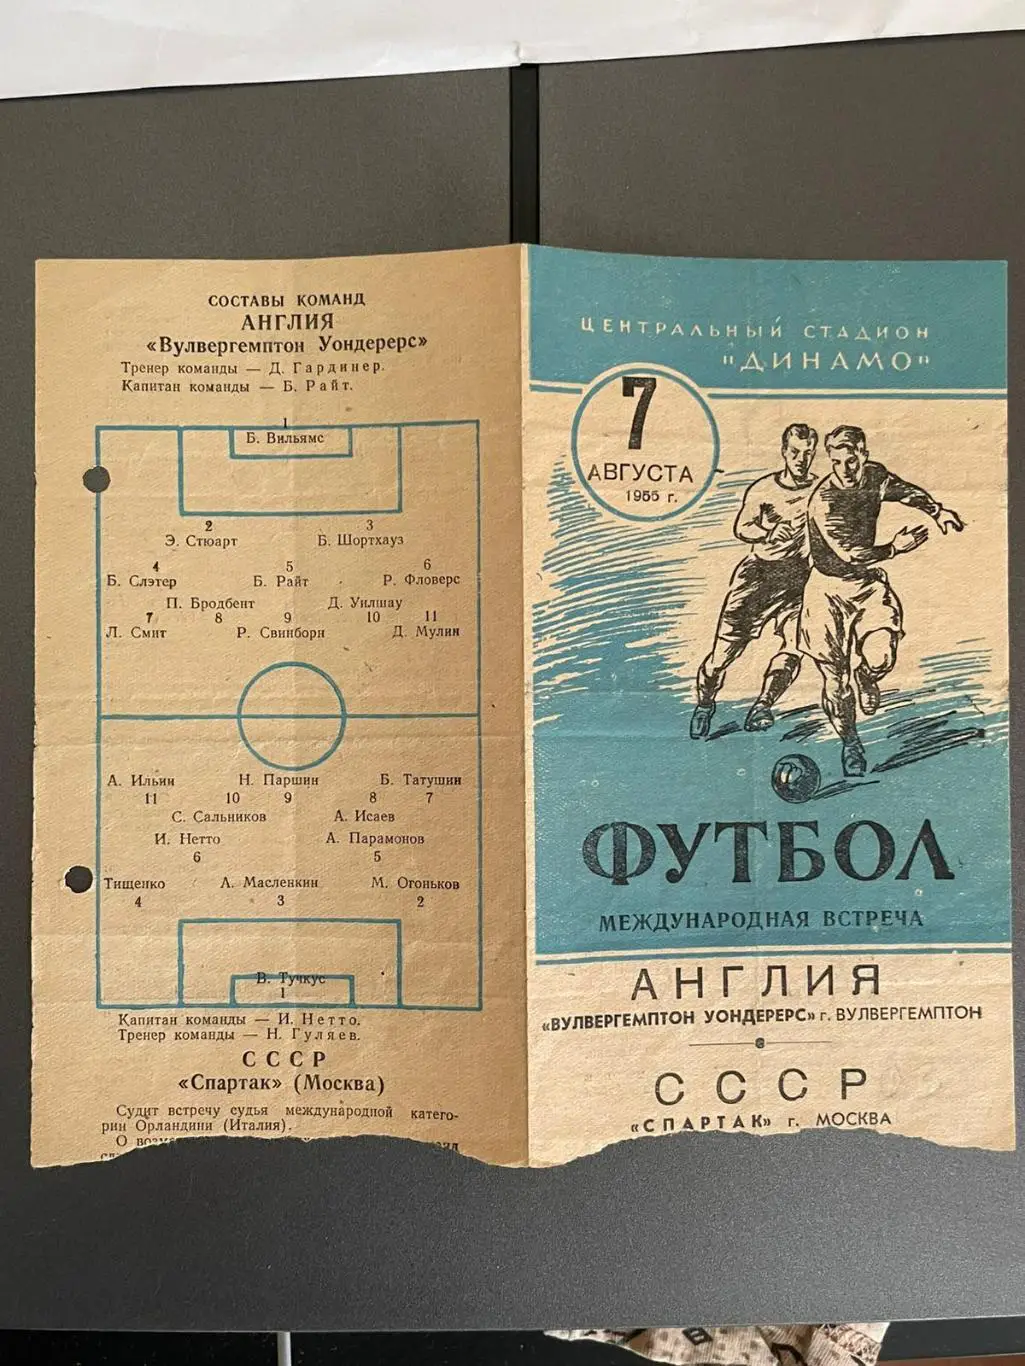 СОСТАВЫ КОМАНД
АНГЛИЯ
«Вулвергемптон Уондерерс»
Тренер команды — Д. Гардинер.
Капитан команды — Б. Райт.
1
Б. Вильямс
2 3
Э. Стюарт Б. Шортхауз
4 5 6
Б. Слэтер Б. Райт Р. Фловерс
П. Бродбент Д. Уилшау
7 8 9 10 11
Л. Смит Р. Свинборн Д. Мулин
А. Ильин Н. Паршин Б. Татушин
11 10 9 8 7
С. Сальников А. Исаев
И. Нетто А. Парамонов
6 5
Тищенко А. Масленкин М. Огоньков
4 3 2
В. Тучкус
1
Капитан команды — И. Нетто.
Тренер команды — Н. Гуляев.
СССР
«Спартак» (Москва)
Судит встречу судья международной катего-
рии Орландини (Италия).
О
ЦЕНТРАЛЬНЫЙ СТАДИОН
"ДИНАМО"
7
АВГУСТА
1955 г.
ФУТБОЛ
МЕЖДУНАРОДНАЯ ВСТРЕЧА
АНГЛИЯ
«ВУЛВЕРГЕМПТОН УОНДЕРЕРС» г. ВУЛВЕРГЕМПТОН
СССР
«СПАРТАК» г. МОСКВА